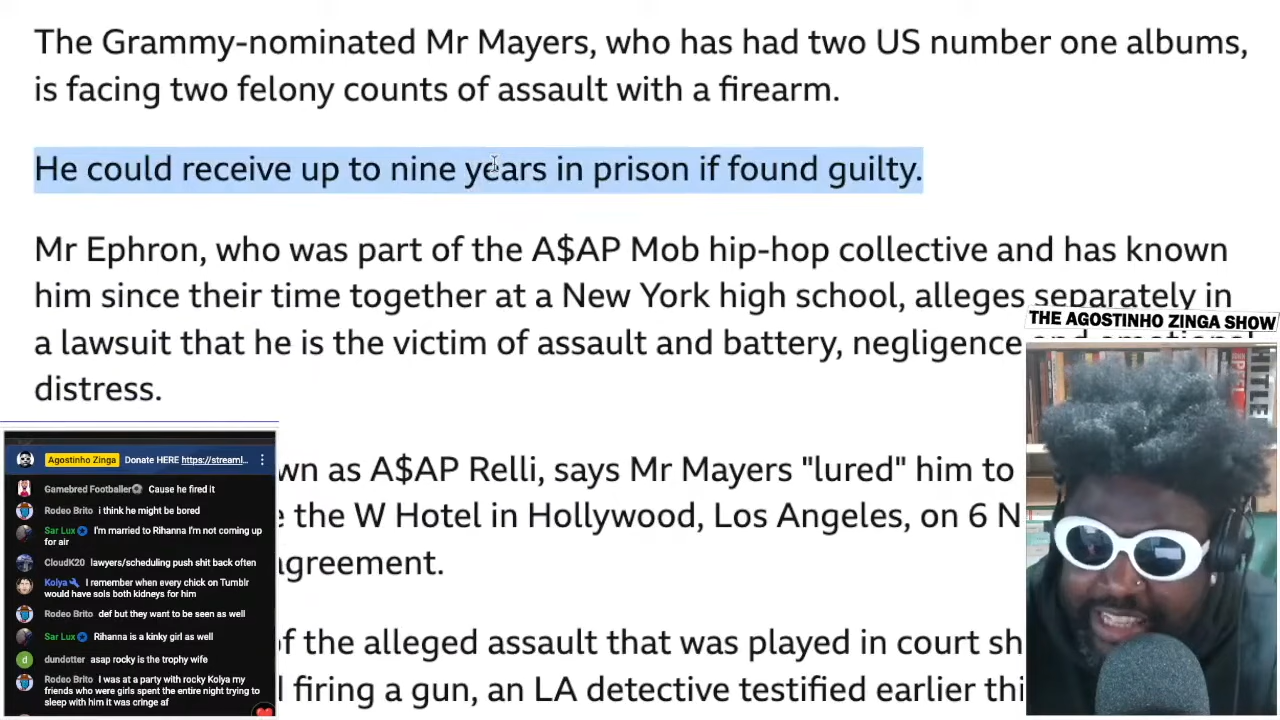 The Grammy-nominated Mr Mayers, who has had two US number one albums,
is facing two felony counts of assault with a firearm.
He could receive up to nine years in prison if found guilty.
Mr Ephron, who was part of the A$AP Mob hip-hop collective and has known
him since their time together at a New York high school, alleges separately in
a lawsuit that he is the victim of assault and battery, negligence and emotional
distress.
wn as A$AP Relli, says Mr Mayers "lured" him to
e the W Hotel in Hollywood, Los Angeles, on 6 N
agreement.
of the alleged assault that was played in court sh
l firing a gun, an LA detective testified earlier thi
THE AGOSTINHO ZINGA SHOW
HITLE
Agostinho Zinga Donate HERE https://streaml...
Gamebred Footballer Cause he fired it
Rodeo Brito i think he might be bored
Sar Lux I'm married to Rihanna I'm not coming up
for air
CloudK20 lawyers/scheduling push shit back often
Kolya I remember when every chick on Tumblr
would have sols both kidneys for him
Rodeo Brito def but they want to be seen as well
Sar Lux Rihanna is a kinky girl as well
d
dundotter asap rocky is the trophy wife
Rodeo Brito I was at a party with rocky Kolya my
friends who were girls spent the entire night trying to
sleep with him it was cringe af